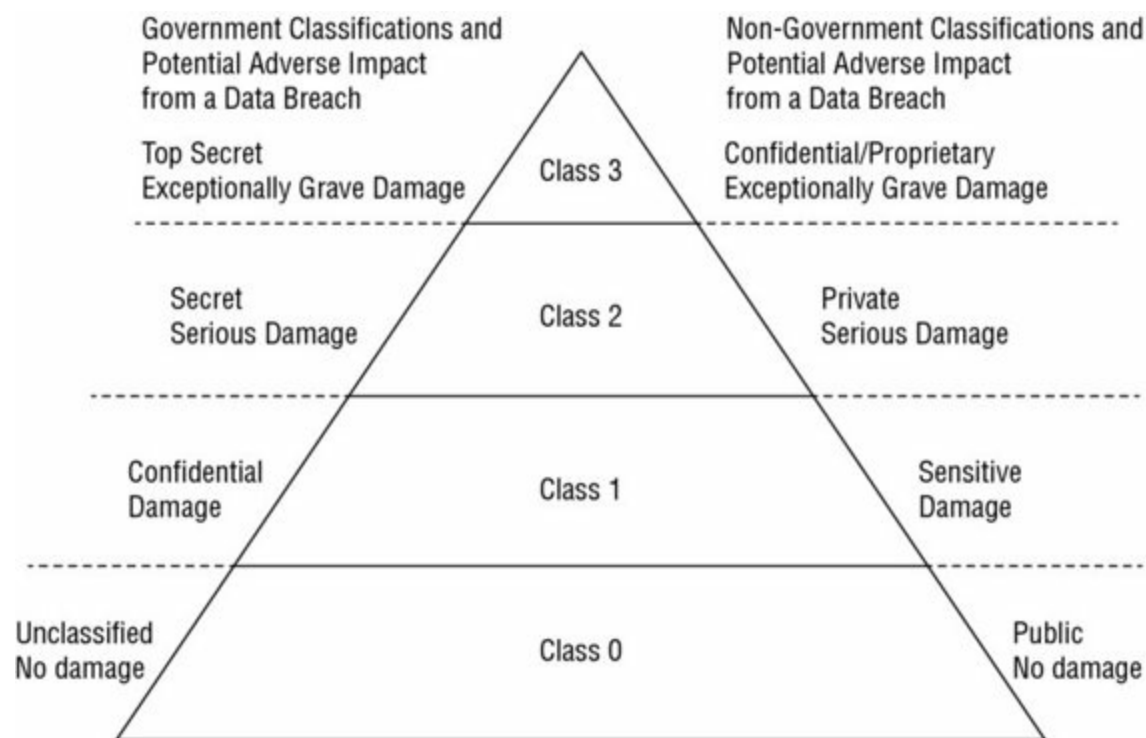 Government Classifications and
Potential Adverse Impact
from a Data Breach
Non-Government Classifications and
Potential Adverse Impact
from a Data Breach
Top Secret
Exceptionally Grave Damage
Class 3
Confidential/Proprietary
Exceptionally Grave Damage
Secret
Serious Damage
Class 2
Private
Serious Damage
Confidential
Damage
Class 1
Sensitive
Damage
Unclassified
No damage
Class 0
Public
No damage